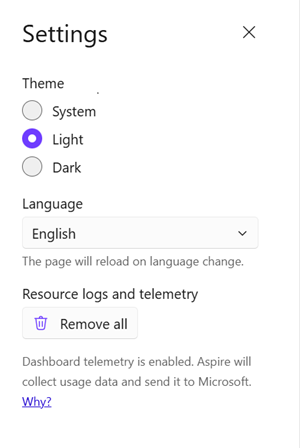 Settings
Theme
System
Light
Dark
Language
English
The page will reload on language change.
Resource logs and telemetry
Remove all
Dashboard telemetry is enabled. Aspire will
collect usage data and send it to Microsoft.
Why?